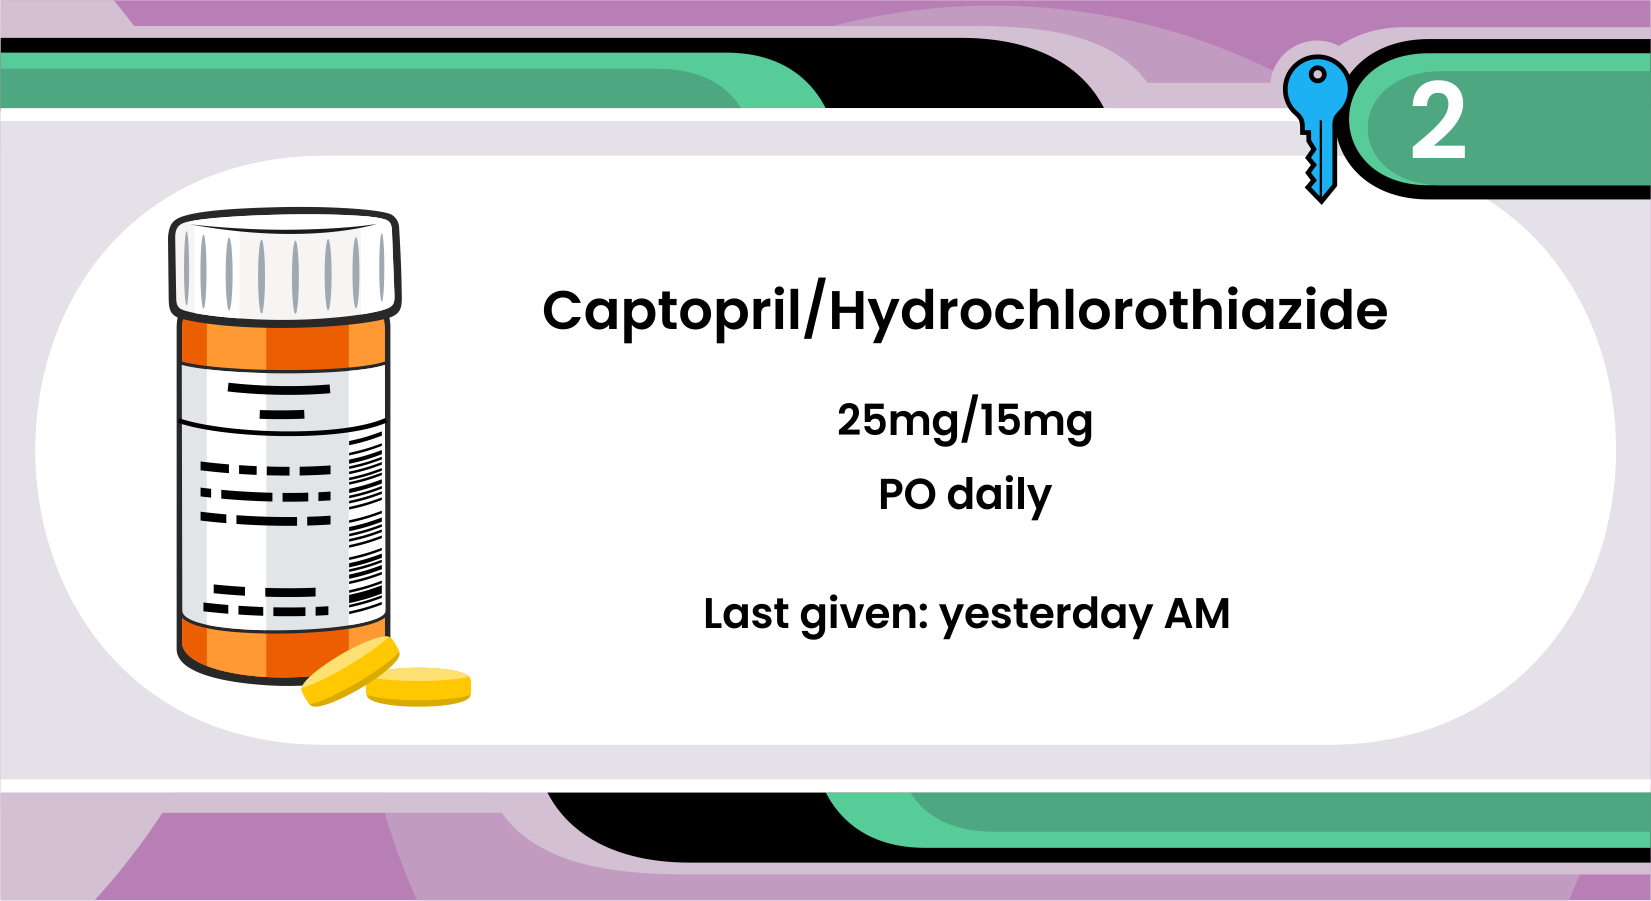 2
Captopril/Hydrochlorothiazide
25mg/15mg
PO daily
Last given: yesterday AM